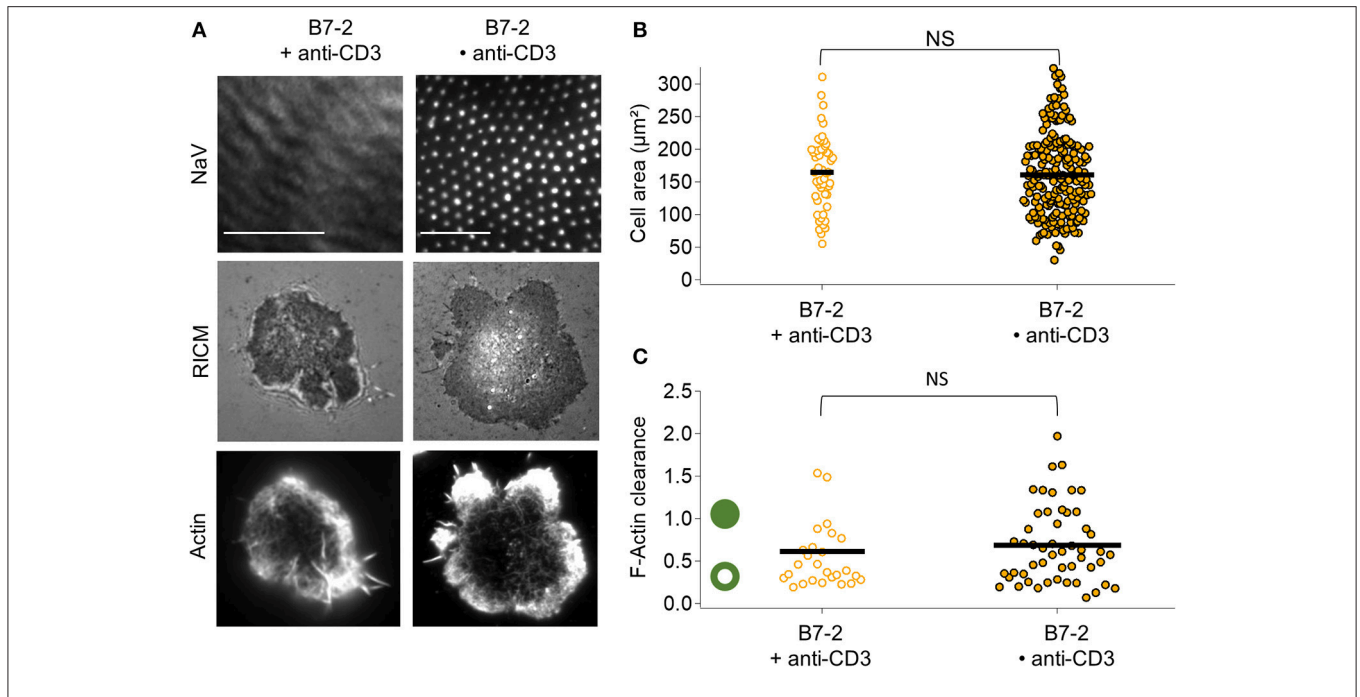 A
B7-2
+ anti-CD3
B7-2
• anti-CD3
NaV
RICM
Actin
B
NS
Cell area (µm²)
300
250
200
150
100
50
0
B7-2
+ anti-CD3
B7-2
• anti-CD3
C
NS
F-Actin clearance
2.5
2.0
1.5
1.0
0.5
0.0
B7-2
+ anti-CD3
B7-2
• anti-CD3